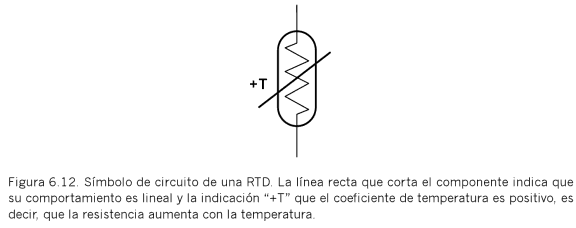 +T
Figura 6.12. Símbolo de circuito de una RTD. La línea recta que corta el componente indica que
su comportamiento es lineal y la indicación “+T” que el coeficiente de temperatura es positivo, es
decir, que la resistencia aumenta con la temperatura.